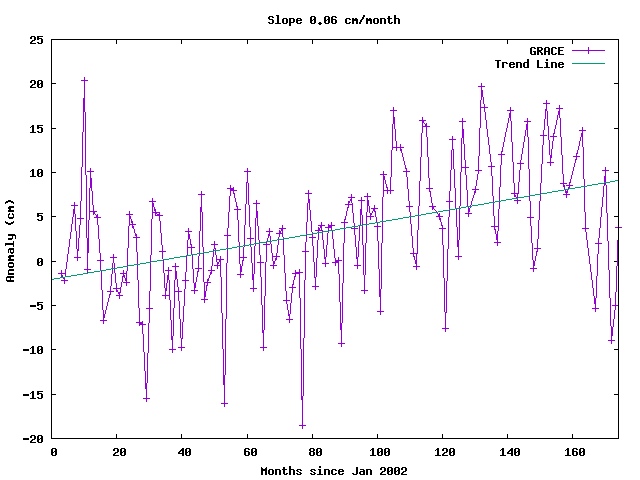 Slope 0.06 cm/month
GRACE
Trend Line
25
20
15
10
5
0
-5
-10
-15
-20
Anomaly (cm)
0 20 40 60 80 100 120 140 160
Months since Jan 2002